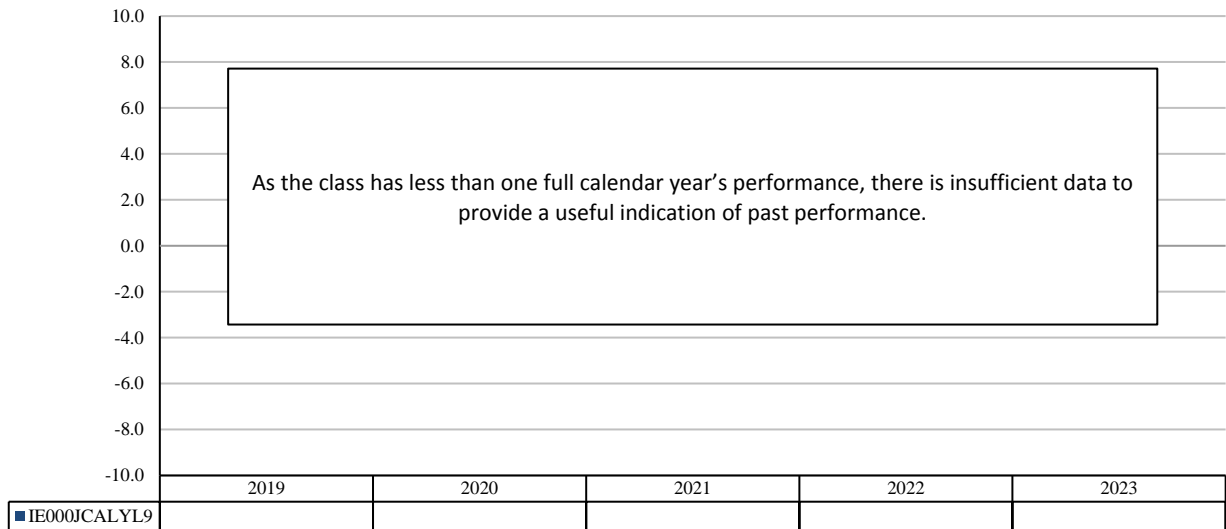 10.0
8.0
6.0
4.0
2.0
0.0
-2.0
-4.0
-6.0
-8.0
-10.0
As the class has less than one full calendar year’s performance, there is insufficient data to
provide a useful indication of past performance.
2019 2020 2021 2022 2023
IE000JCALYL9